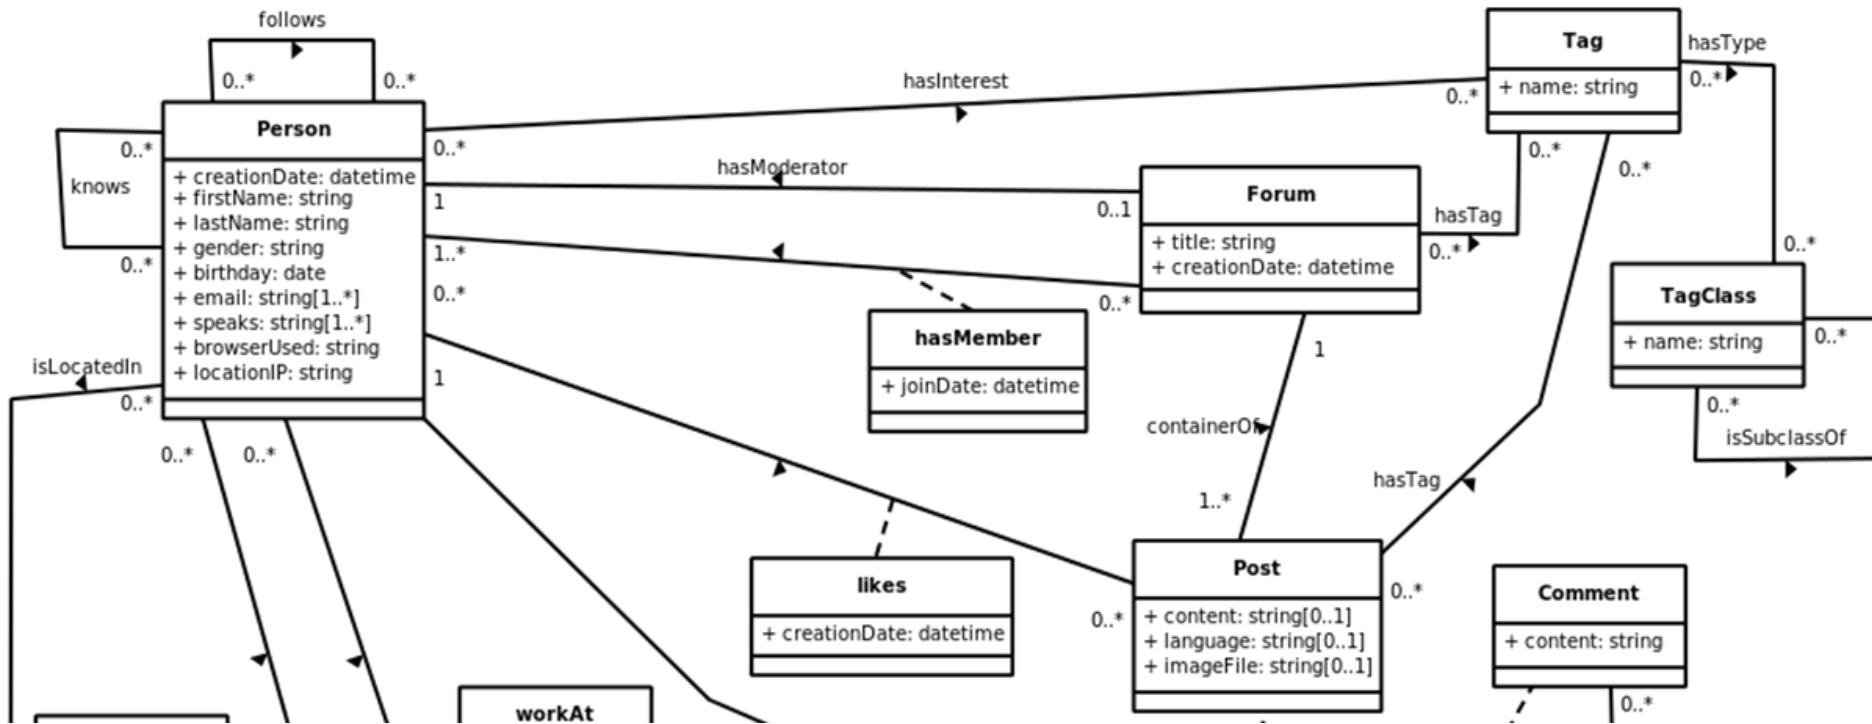 follows
0..*
0..*
Person
+ creationDate: datetime
+ firstName: string
+ lastName: string
+ gender: string
+ birthday: date
+ email: string[1..*]
+ speaks: string[1..*]
+ browserUsed: string
+ locationIP: string
0..*
knows
0..*
isLocatedIn
0..*
0..*
0..*
hasInterest
0..*
0..*
hasModerator
1
0..1
1..*
0..*
0..*
1
hasMember
+ joinDate: datetime
likes
+ creationDate: datetime
workAt
Tag
+ name: string
hasType
0..*
0..*
0..*
0..*
Forum
+ title: string
+ creationDate: datetime
hasTag
0..*
TagClass
+ name: string
0..*
0..*
isSubclassOf
1
containerOf
1..*
hasTag
Post
+ content: string[0..1]
+ language: string[0..1]
+ imageFile: string[0..1]
0..*
0..*
Comment
+ content: string
0..*